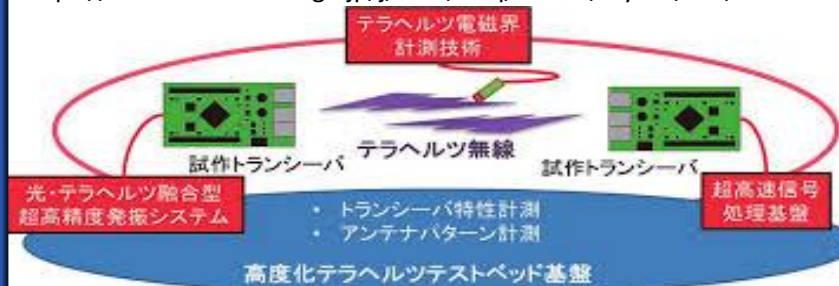 テラヘルツ電磁界
計測技術
試作トランシーバ
テラヘルツ無線
試作トランシーバ
光・テラヘルツ融合型
超高精度発振システム
超高速信号
処理基盤
・ トランシーバ特性計測
・ アンテナパターン計測
高度化テラヘルツテストベッド基盤